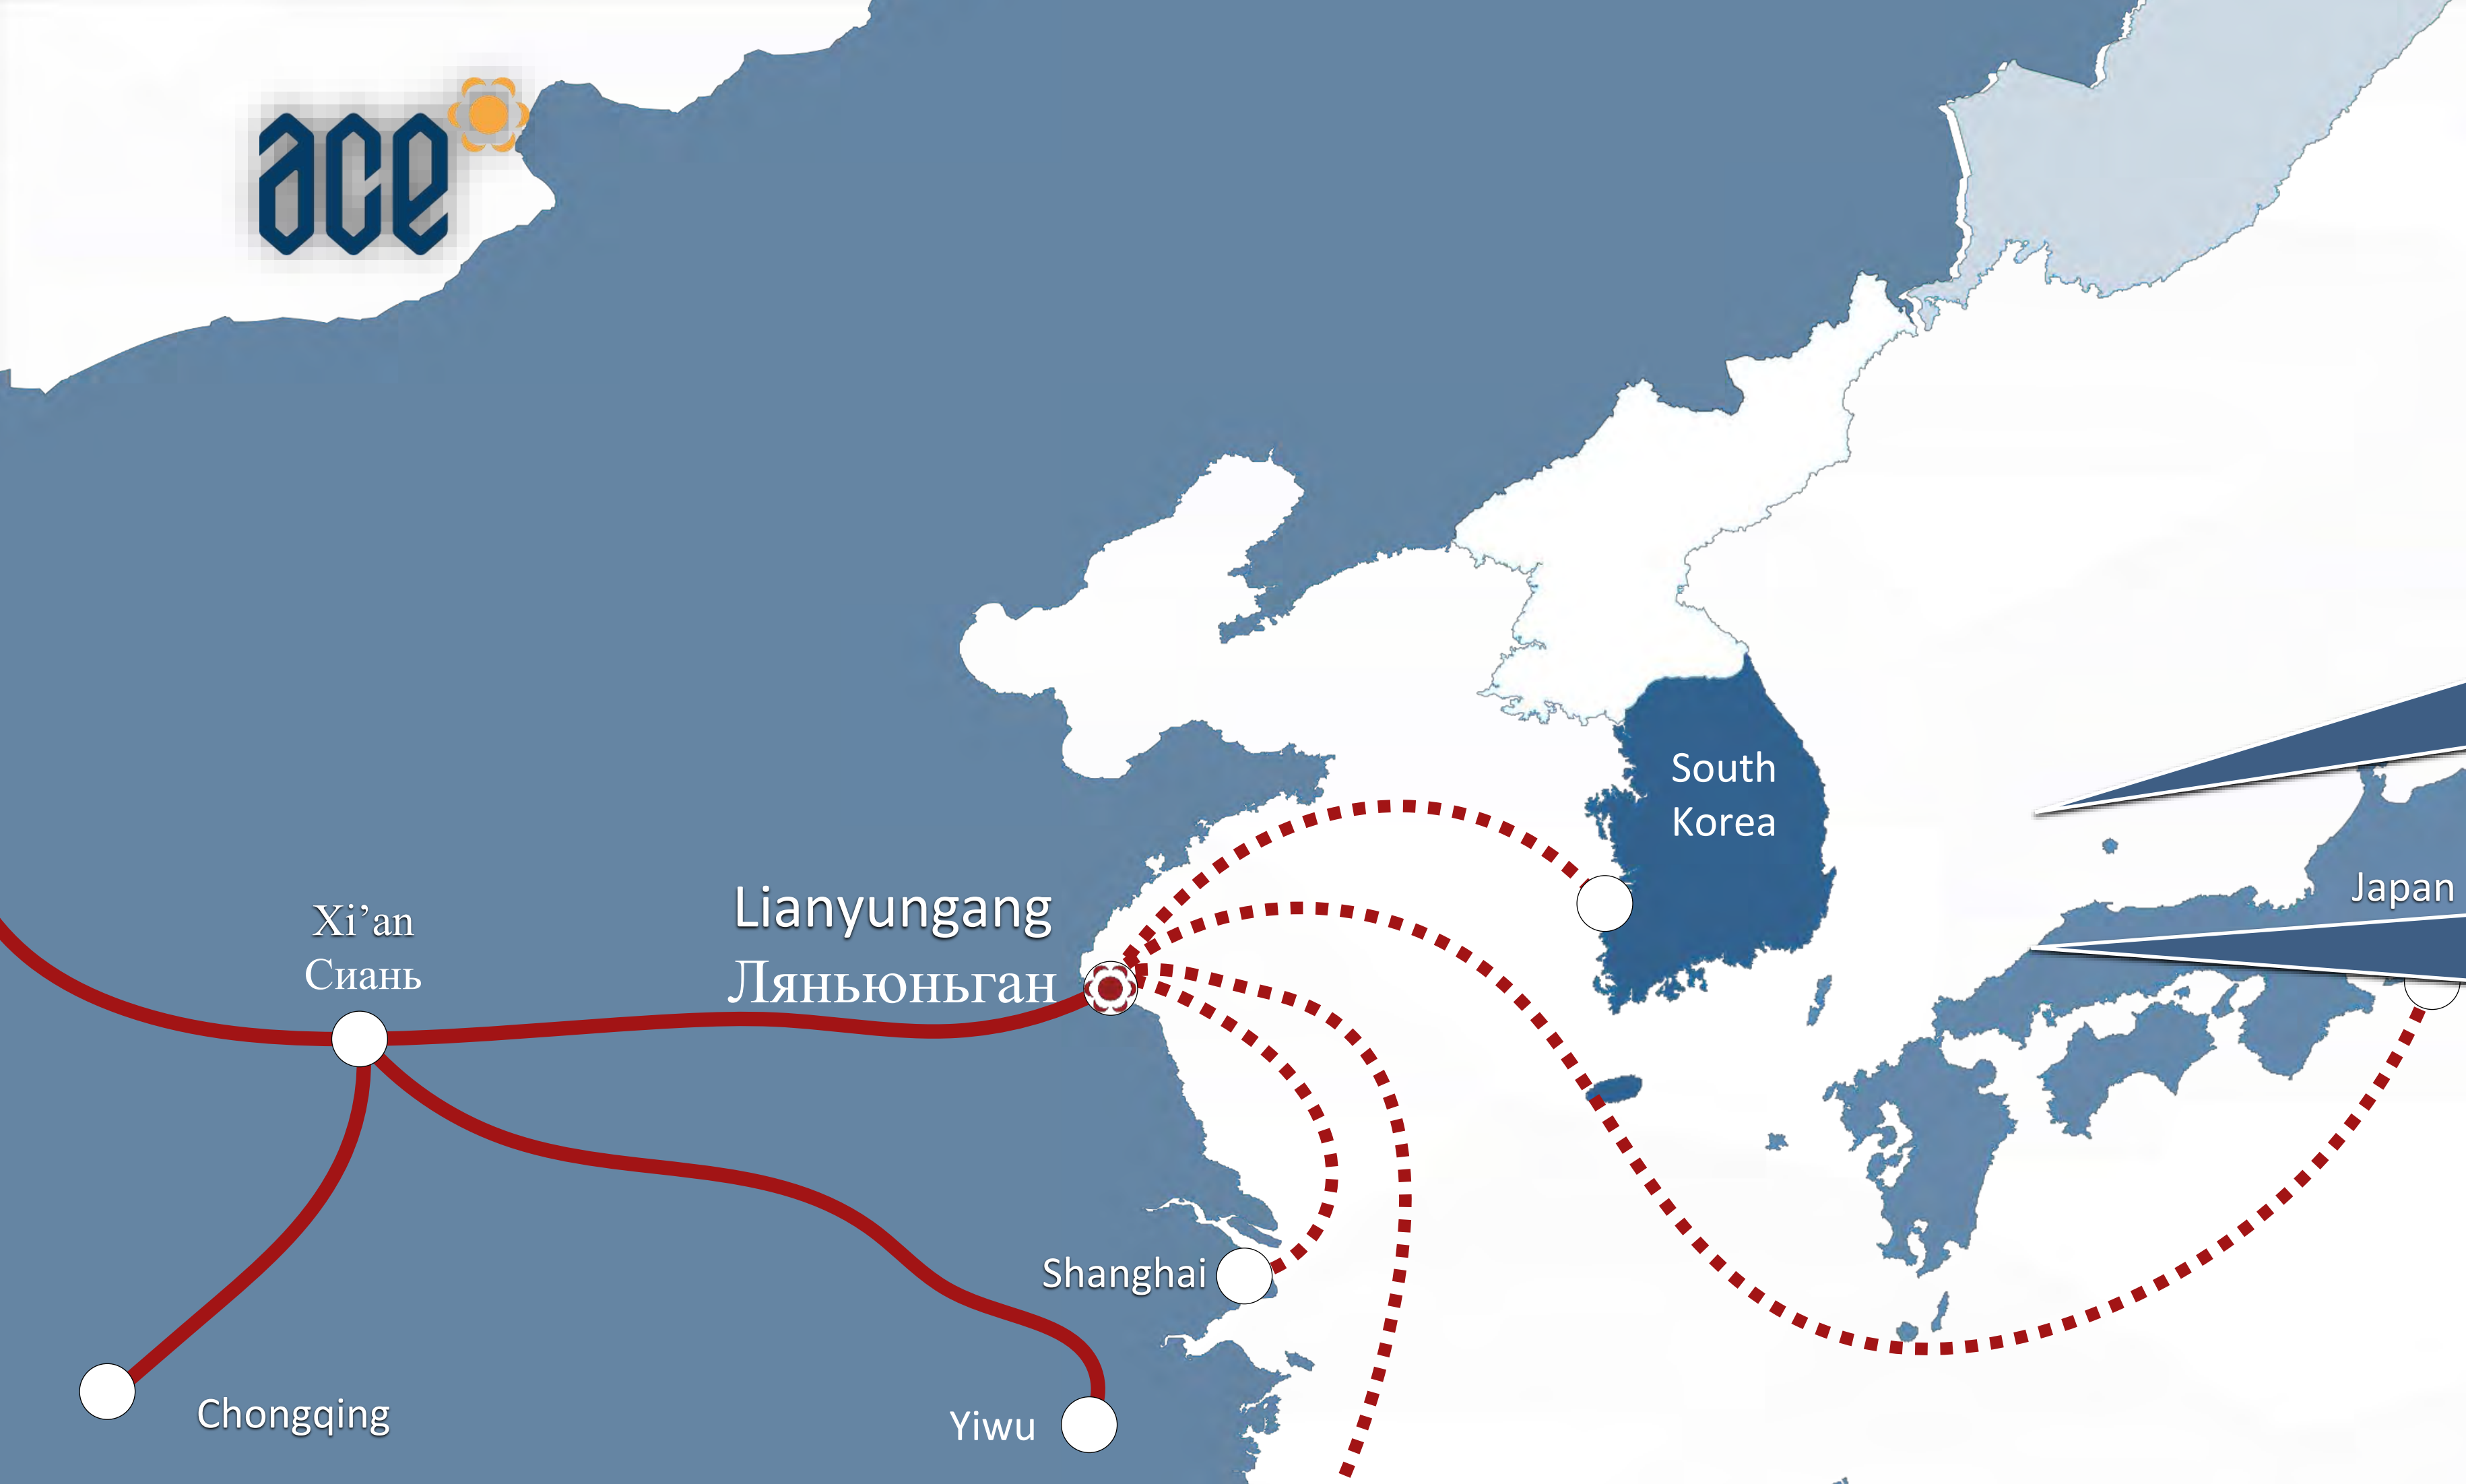 ace
South
Korea
Japan
Xi’an
Сиань
Lianyungang
Ляньюньган
Shanghai
Chongqing
Yiwu